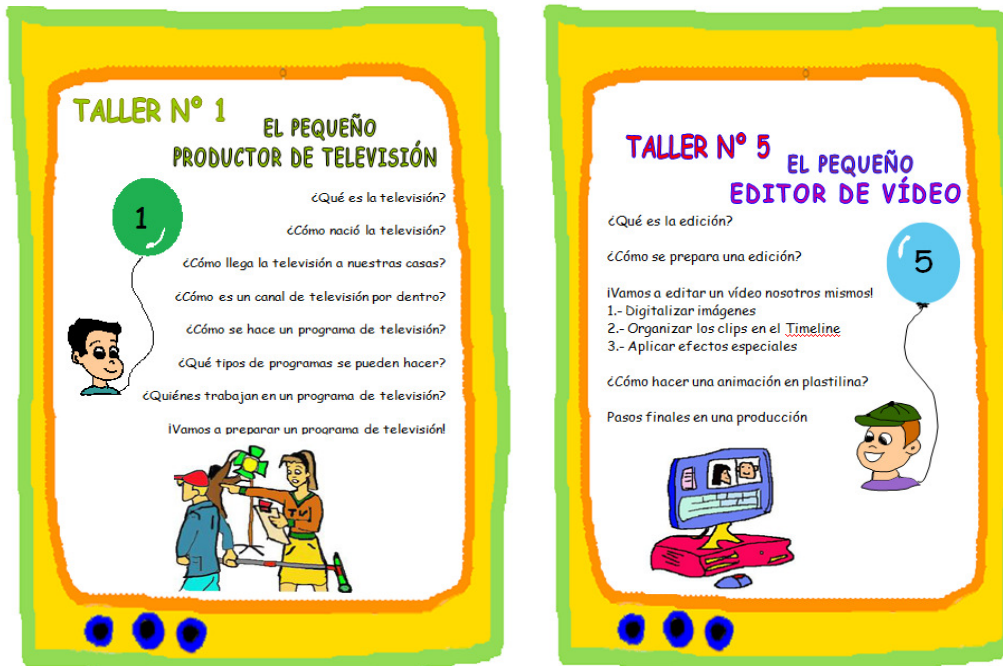 TALLER Nº 1
EL PEQUEÑO
PRODUCTOR DE TELEVISIÓN
1
¿Qué es la televisión?
¿Cómo nació la televisión?
¿Cómo llega la televisión a nuestras casas?
¿Cómo es un canal de televisión por dentro?
¿Cómo se hace un programa de televisión?
¿Qué tipos de programas se pueden hacer?
¿Quiénes trabajan en un programa de televisión?
¡Vamos a preparar un programa de televisión!
TV
TALLER Nº 5
EL PEQUEÑO
EDITOR DE VÍDEO
5
¿Qué es la edición?
¿Cómo se prepara una edición?
¡Vamos a editar un vídeo nosotros mismos!
1.- Digitalizar imágenes
2.- Organizar los clips en el Timeline
3.- Aplicar efectos especiales
¿Cómo hacer una animación en plastilina?
Pasos finales en una producción